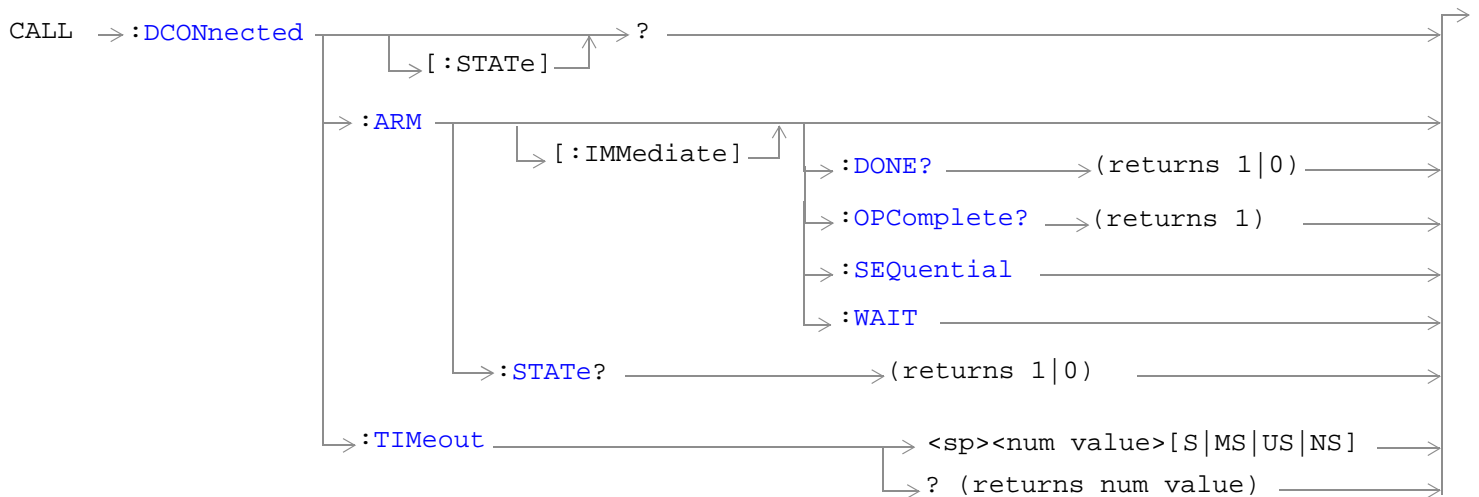 CALL :DCONnected ?
[:STATe]
:ARM
[:IMMediate]
:DONE? (returns 1|0)
:OPComplete? (returns 1)
:SEQuential
:WAIT
:STATe? (returns 1|0)
:TIMeout <sp><num value>[S|MS|US|NS]
? (returns num value)